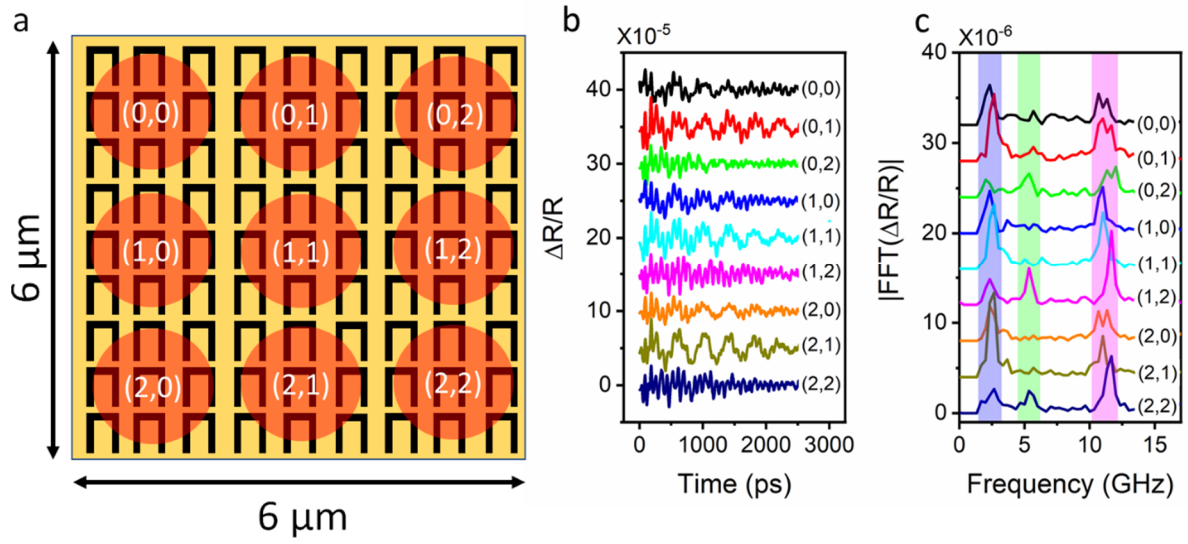 a
6 μm
6 μm
(0,0)
(0,1)
(0,2)
(1,0)
(1,1)
(1,2)
(2,0)
(2,1)
(2,2)
b
X10-5
ΔR/R
40
30
20
10
0
(0,0)
(0,1)
(0,2)
(1.0)
(1,1)
(1,2)
(2,0)
(2,1)
(2,2)
0 1000 2000 3000
Time (ps)
c
X10-6
|FFT(ΔR/R)|
40
30
20
10
0
(0,0)
(0,1)
(0,2)
(1.0)
(1,1)
(1,2)
(2,0)
(2,1)
(2,2)
0 5 10 15
Frequency (GHz)